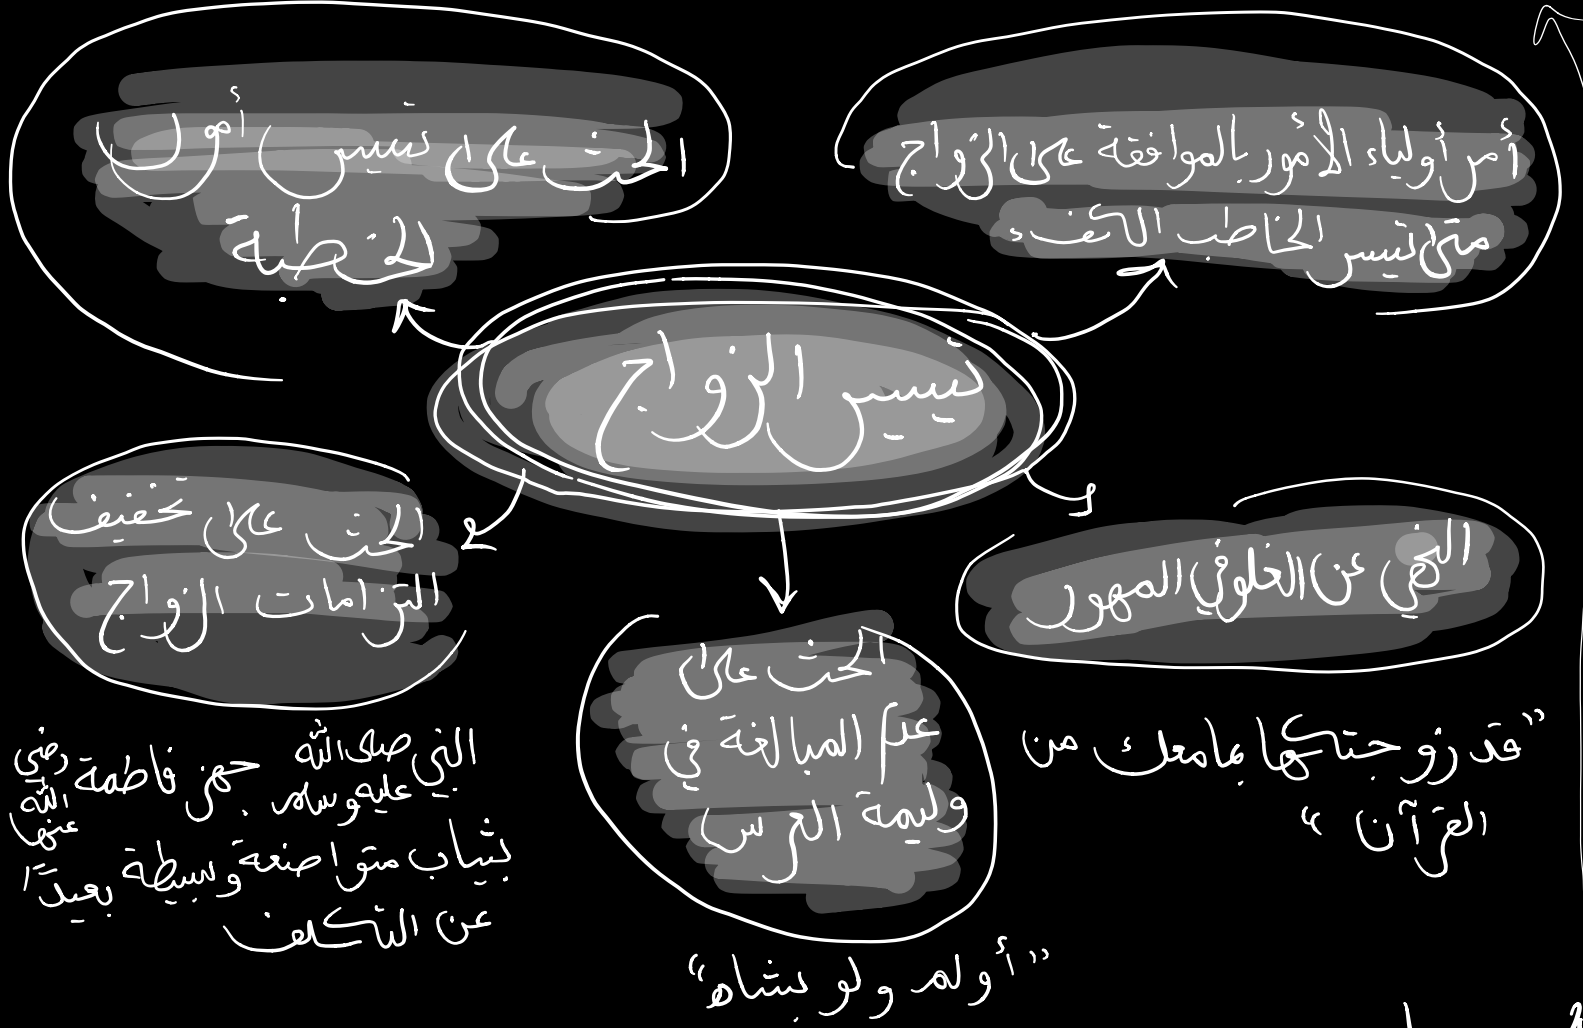 تيسير الزواج
أمر أولياء الأمور بالموافقة على الزواج
متى تيسر الخاطب الكفء
الحث على تيسير أمور
الخطبة
النهي عن الغلو في المهور
"قد زوجتكها بما معك من
القرآن"
الحث على
عدم المبالغة في
وليمة العرس
"أولم ولو بشاه"
الحث على تخفيف
التزامات الزواج
النبي صلى الله عليه وسلم جهز فاطمة رضي الله عنها
بثياب متواضعة وبسيطة بعيدًا
عن التكلف